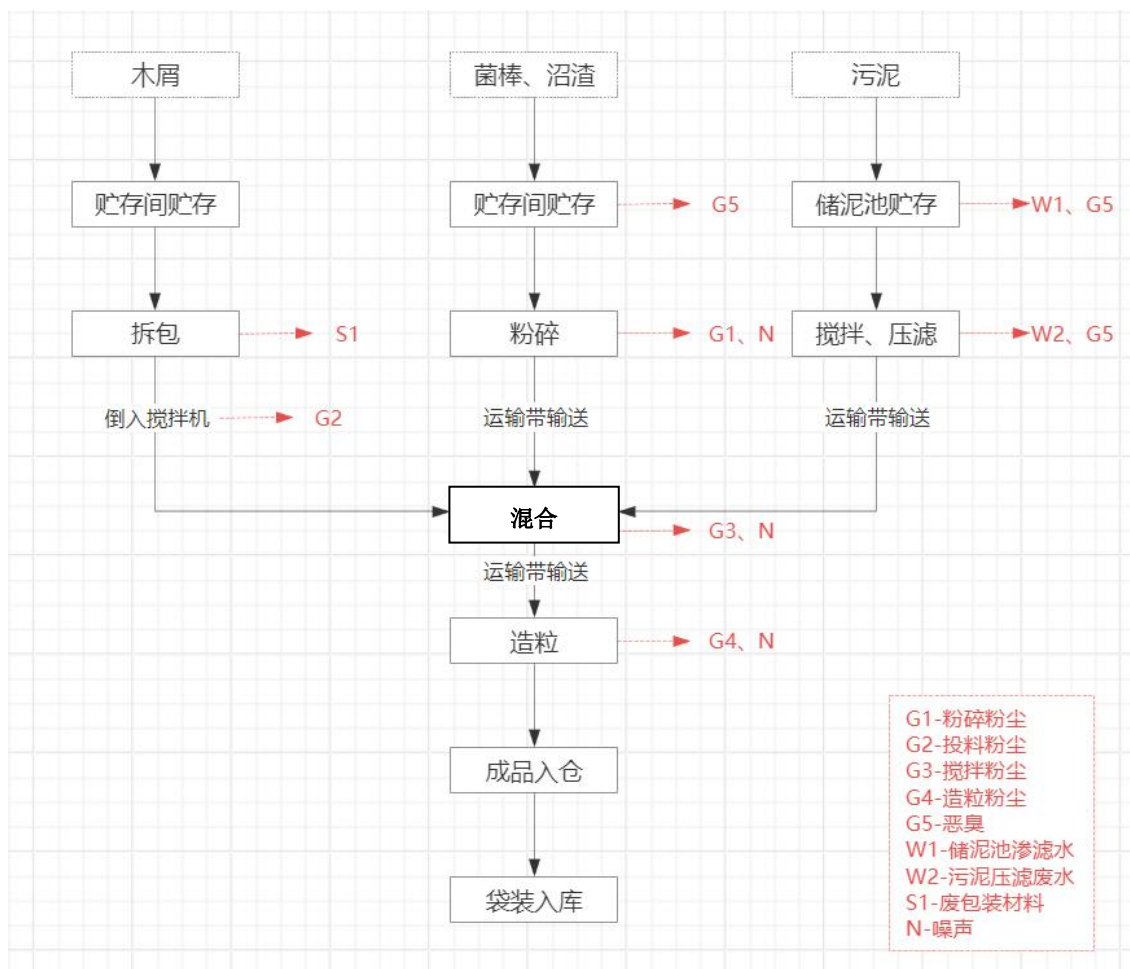 木屑
菌棒、沼渣
污泥
贮存间贮存
贮存间贮存
G5
储泥池贮存
W1、G5
拆包
S1
粉碎
G1、N
搅拌、压滤
W2、G5
倒入搅拌机
G2
运输带输送
运输带输送
混合
G3、N
运输带输送
造粒
G4、N
成品入仓
袋装入库
G1-粉碎粉尘
G2-投料粉尘
G3-搅拌粉尘
G4-造粒粉尘
G5-恶臭
W1-储泥池渗滤水
W2-污泥压滤废水
S1-废包装材料
N-噪声